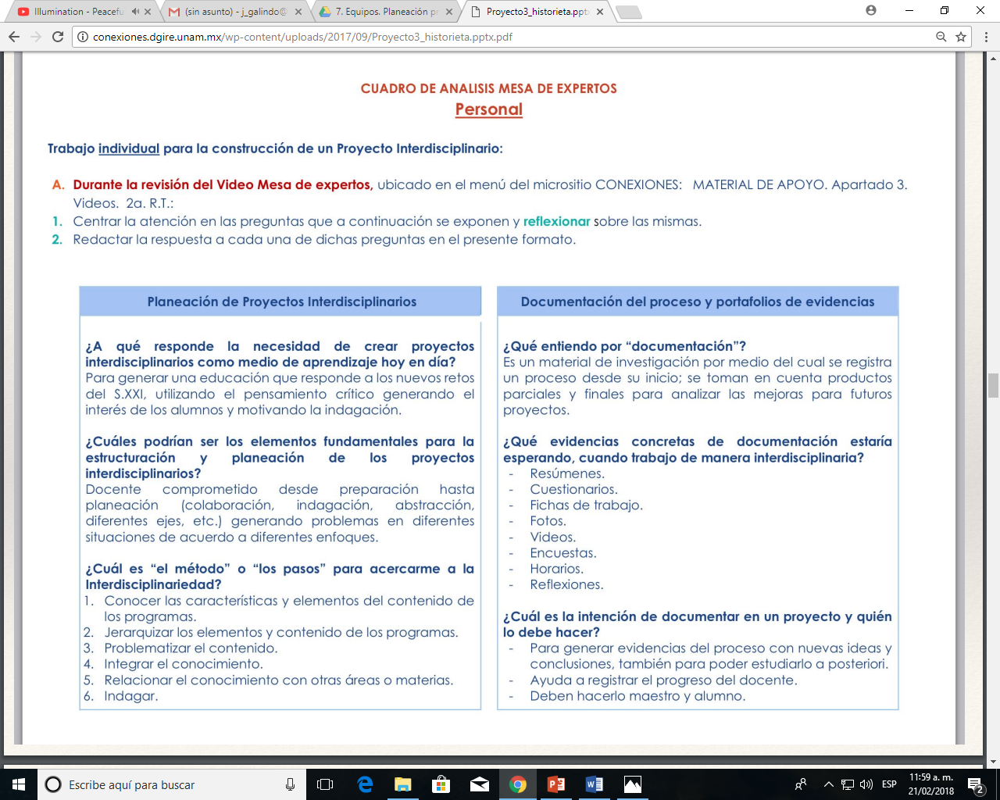 Illumination - Peacefu
(sin asunto) - j_galindo@
7. Equipos. Planeación p
Proyecto3_historieta.ppt
conexiones.dgire.unam.mx/wp-content/uploads/2017/09/Proyecto3_historieta.pptx.pdf
CUADRO DE ANALISIS MESA DE EXPERTOS
Personal
Trabajo individual para la construcción de un Proyecto Interdisciplinario:
A. Durante la revisión del Video Mesa de expertos, ubicado en el menú del micrositio CONEXIONES: MATERIAL DE APOYO. Apartado 3.
Videos. 2a. R.T.:
1. Centrar la atención en las preguntas que a continuación se exponen y reflexionar sobre las mismas.
2. Redactar la respuesta a cada una de dichas preguntas en el presente formato.
Planeación de Proyectos Interdisciplinarios
¿A qué responde la necesidad de crear proyectos
interdisciplinarios como medio de aprendizaje hoy en día?
Para generar una educación que responde a los nuevos retos
del S.XXI, utilizando el pensamiento crítico generando el
interés de los alumnos y motivando la indagación.
¿Cuáles podrían ser los elementos fundamentales para la
estructuración y planeación de los proyectos
interdisciplinarios?
Docente comprometido desde preparación hasta
planeación (colaboración, indagación, abstracción,
diferentes ejes, etc.) generando problemas en diferentes
situaciones de acuerdo a diferentes enfoques.
¿Cuál es “el método” o “los pasos” para acercarme a la
Interdisciplinariedad?
1. Conocer las características y elementos del contenido de
los programas.
2. Jerarquizar los elementos y contenido de los programas.
3. Problematizar el contenido.
4. Integrar el conocimiento.
5. Relacionar el conocimiento con otras áreas o materias.
6. Indagar.
Documentación del proceso y portafolios de evidencias
¿Qué entiendo por “documentación”?
Es un material de investigación por medio del cual se registra
un proceso desde su inicio; se toman en cuenta productos
parciales y finales para analizar las mejoras para futuros
proyectos.
¿Qué evidencias concretas de documentación estaría
esperando, cuando trabajo de manera interdisciplinaria?
- Resúmenes.
- Cuestionarios.
- Fichas de trabajo.
- Fotos.
- Videos.
- Encuestas.
- Horarios.
- Reflexiones.
¿Cuál es la intención de documentar en un proyecto y quién
lo debe hacer?
- Para generar evidencias del proceso con nuevas ideas y
conclusiones, también para poder estudiarlo a posteriori.
- Ayuda a registrar el progreso del docente.
- Deben hacerlo maestro y alumno.
Escribe aquí para buscar
ESP
11:59 a. m.
21/02/2018
2